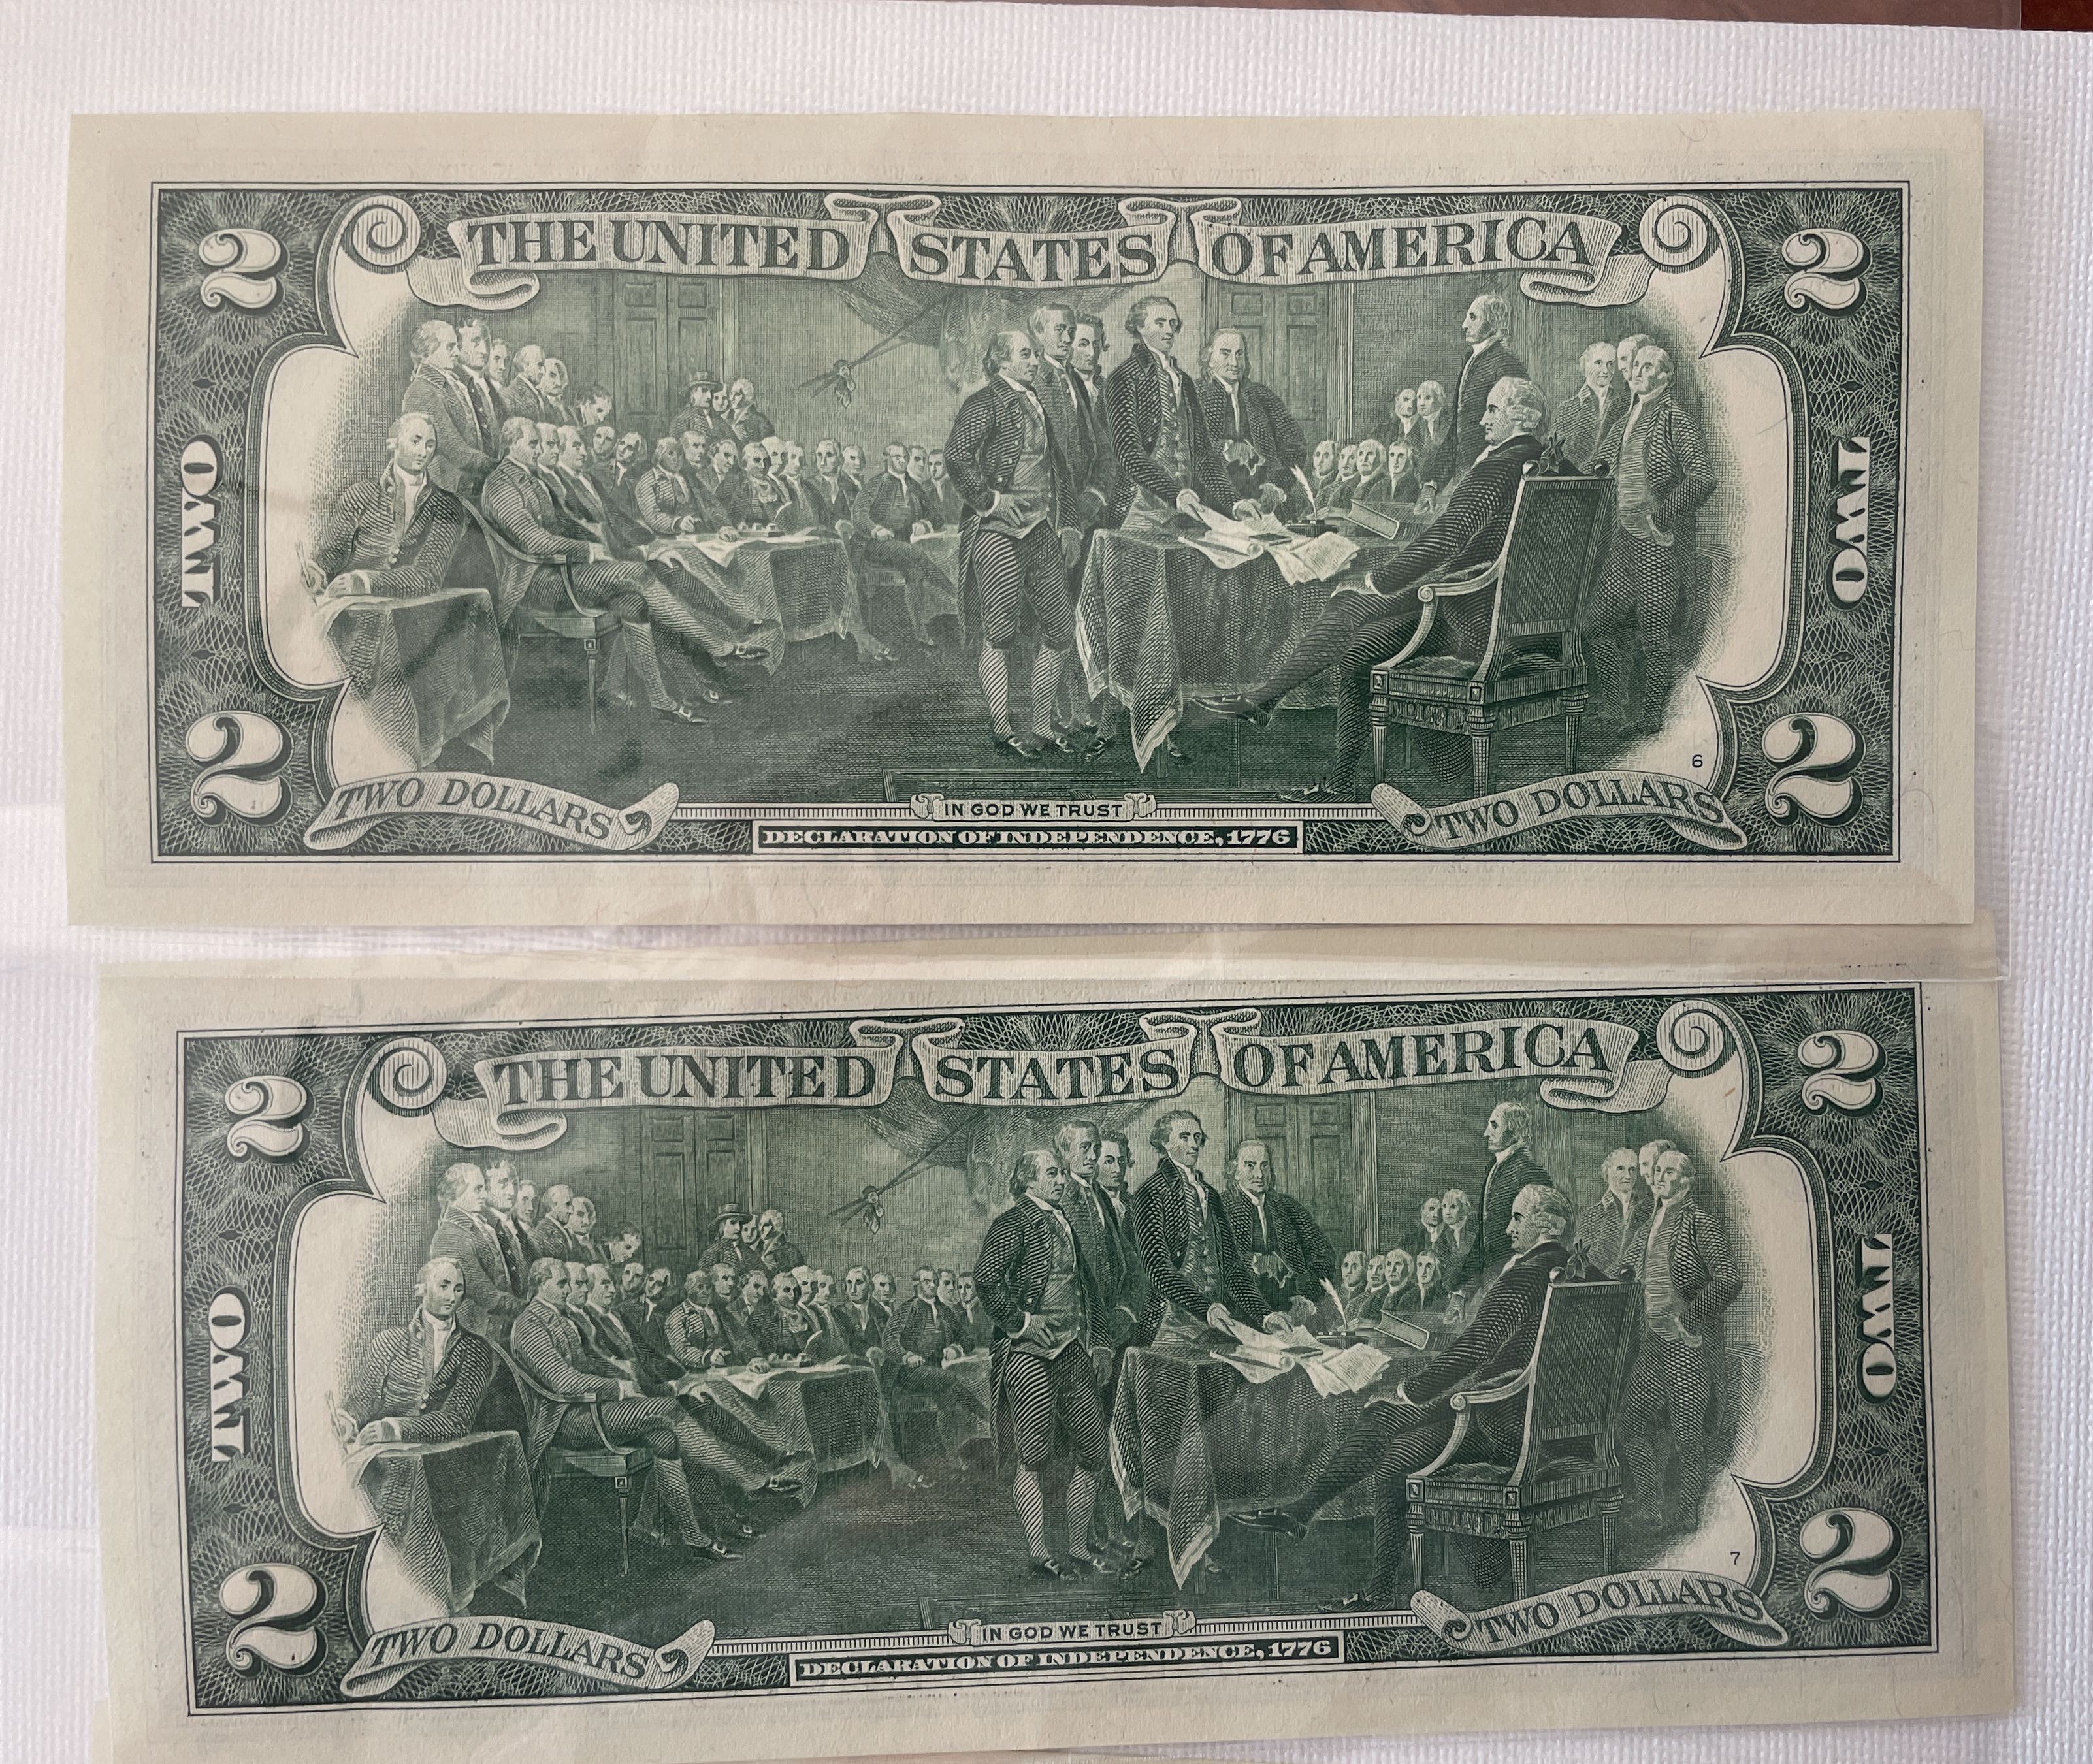 2 THE UNITED STATES OF AMERICA 2
TWO TWO
6
2 TWO DOLLARS IN GOD WE TRUST TWO DOLLARS 2
DECLARATION OF INDEPENDENCE, 1776
2 THE UNITED STATES OF AMERICA 2
TWO TWO
7
2 TWO DOLLARS IN GOD WE TRUST TWO DOLLARS 2
DECLARATION OF INDEPENDENCE, 1776